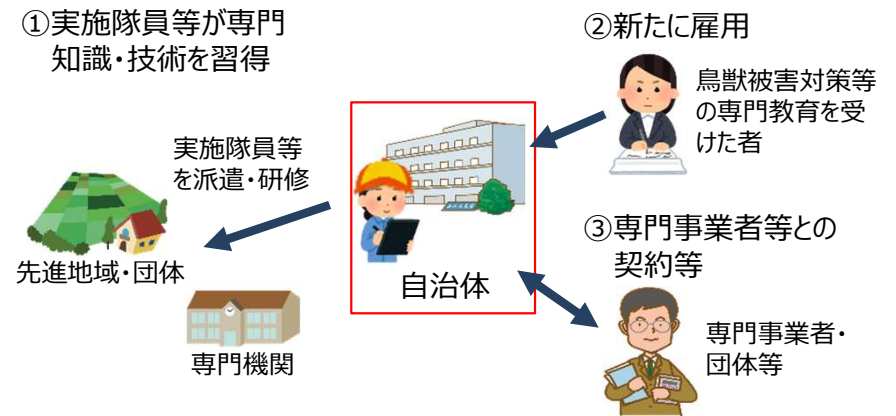 ①実施隊員等が専門
知識・技術を習得
実施隊員等
を派遣・研修
先進地域・団体
専門機関
自治体
②新たに雇用
鳥獣被害対策等
の専門教育を受
けた者
③専門事業者等との
契約等
専門事業者・
団体等